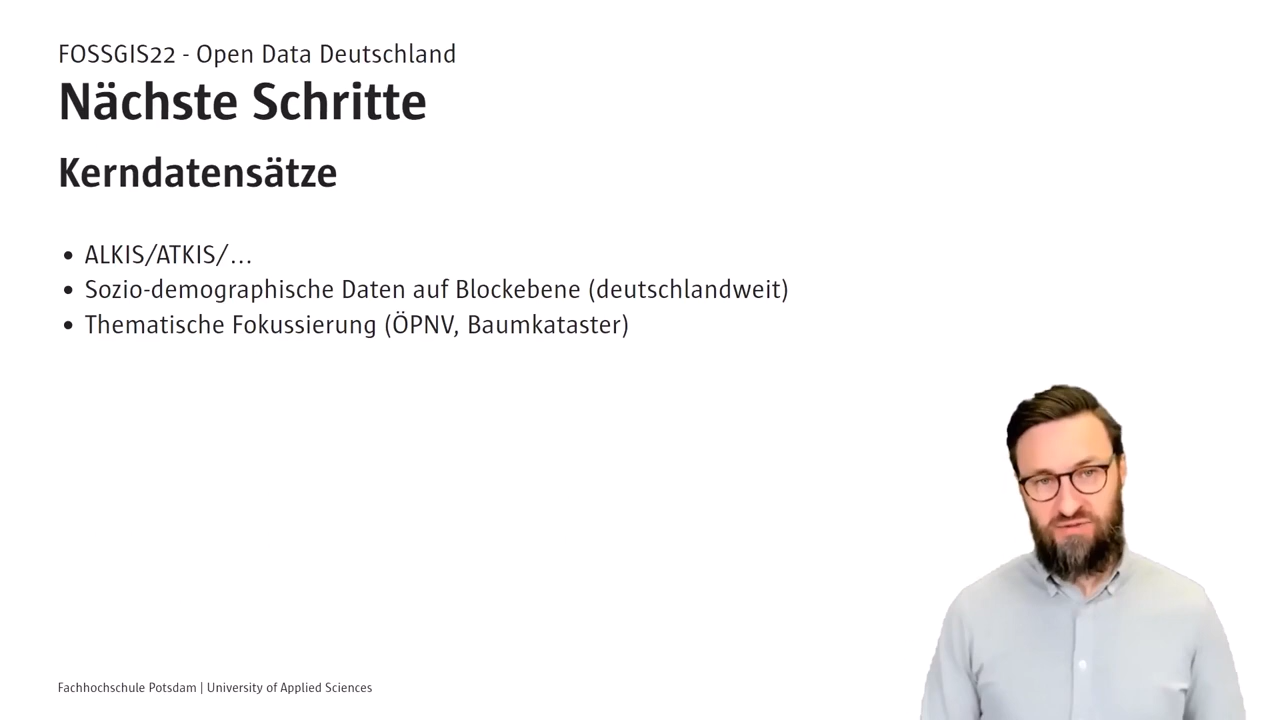 FOSSGIS22 - Open Data Deutschland
Nächste Schritte
Kerndatensätze
• ALKIS/ATKIS/…
• Sozio-demographische Daten auf Blockebene (deutschlandweit)
• Thematische Fokussierung (ÖPNV, Baumkataster)
Fachhochschule Potsdam | University of Applied Sciences